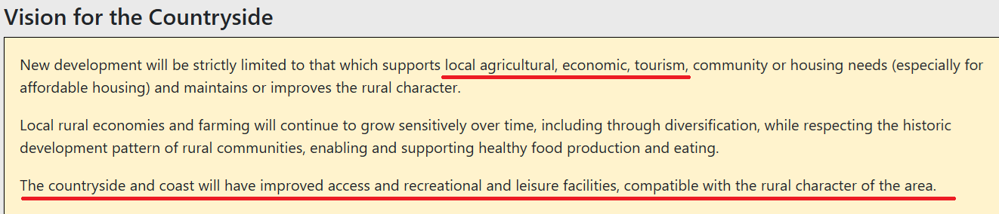 Vision for the Countryside
New development will be strictly limited to that which supports local agricultural, economic, tourism, community or housing needs (especially for
affordable housing) and maintains or improves the rural character.
Local rural economies and farming will continue to grow sensitively over time, including through diversification, while respecting the historic
development pattern of rural communities, enabling and supporting healthy food production and eating.
The countryside and coast will have improved access and recreational and leisure facilities, compatible with the rural character of the area.